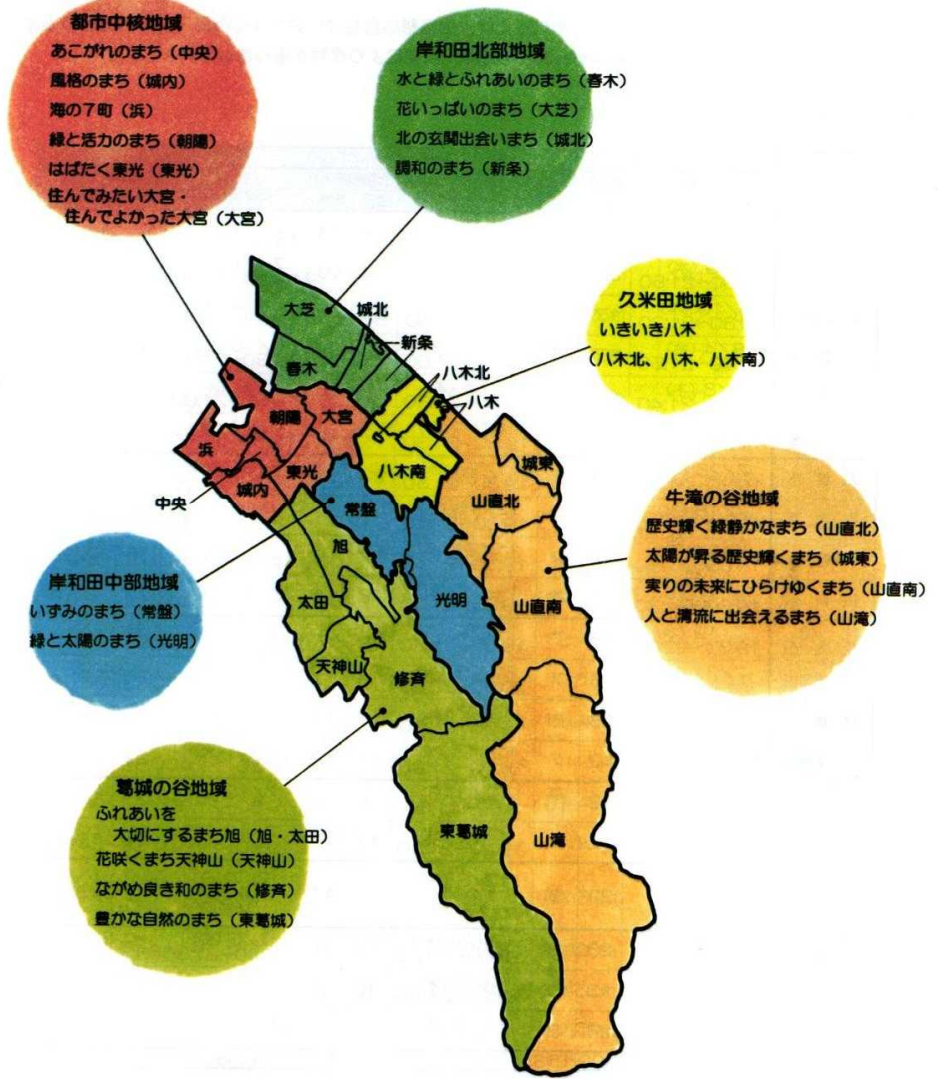 都市中核地域
あこがれのまち（中央）
風格のまち（城内）
海の7町（浜）
緑と活力のまち（朝陽）
はばたく東光（東光）
住んでみたい大宮・
住んでよかった大宮（大宮）
岸和田北部地域
水と緑とふれあいのまち（春木）
花いっぱいのまち（大芝）
北の玄関出会いまち（城北）
調和のまち（新条）
久米田地域
いきいき八木
（八木北、八木、八木南）
大芝
城北
新条
春木
八木北
八木
朝陽
大宮
浜
八木南
城東
東光
城内
中央
常盤
山直北
旭
牛滝の谷地域
歴史輝く緑静かなまち（山直北）
太陽が昇る歴史輝くまち（城東）
実りの未来にひらけゆくまち（山直南）
人と清流に出会えるまち（山滝）
岸和田中部地域
いずみのまち（常盤）
緑と太陽のまち（光明）
太田
光明
山直南
天神山
修斉
葛城の谷地域
ふれあいを
大切にするまち旭（旭・太田）
花咲くまち天神山（天神山）
ながめ良き和のまち（修斉）
豊かな自然のまち（東葛城）
東葛城
山滝